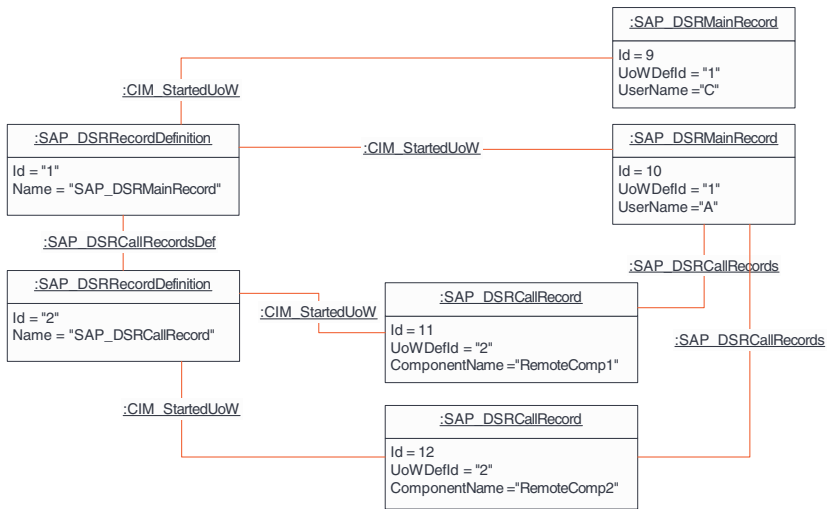 :SAP_DSRMainRecord
Id = 9
UoWDefId = "1"
UserName ="C"
:CIM_StartedUoW
:SAP_DSRRecordDefinition
Id = "1"
Name = "SAP_DSRMainRecord"
:CIM_StartedUoW
:SAP_DSRMainRecord
Id = 10
UoWDefId = "1"
UserName ="A"
:SAP_DSRCallRecordsDef
:SAP_DSRCallRecords
:SAP_DSRRecordDefinition
Id = "2"
Name = "SAP_DSRCallRecord"
:CIM_StartedUoW
:SAP_DSRCallRecord
Id = 11
UoWDefId = "2"
ComponentName ="RemoteComp1"
:SAP_DSRCallRecords
:CIM_StartedUoW
:SAP_DSRCallRecord
Id = 12
UoWDefId = "2"
ComponentName ="RemoteComp2"